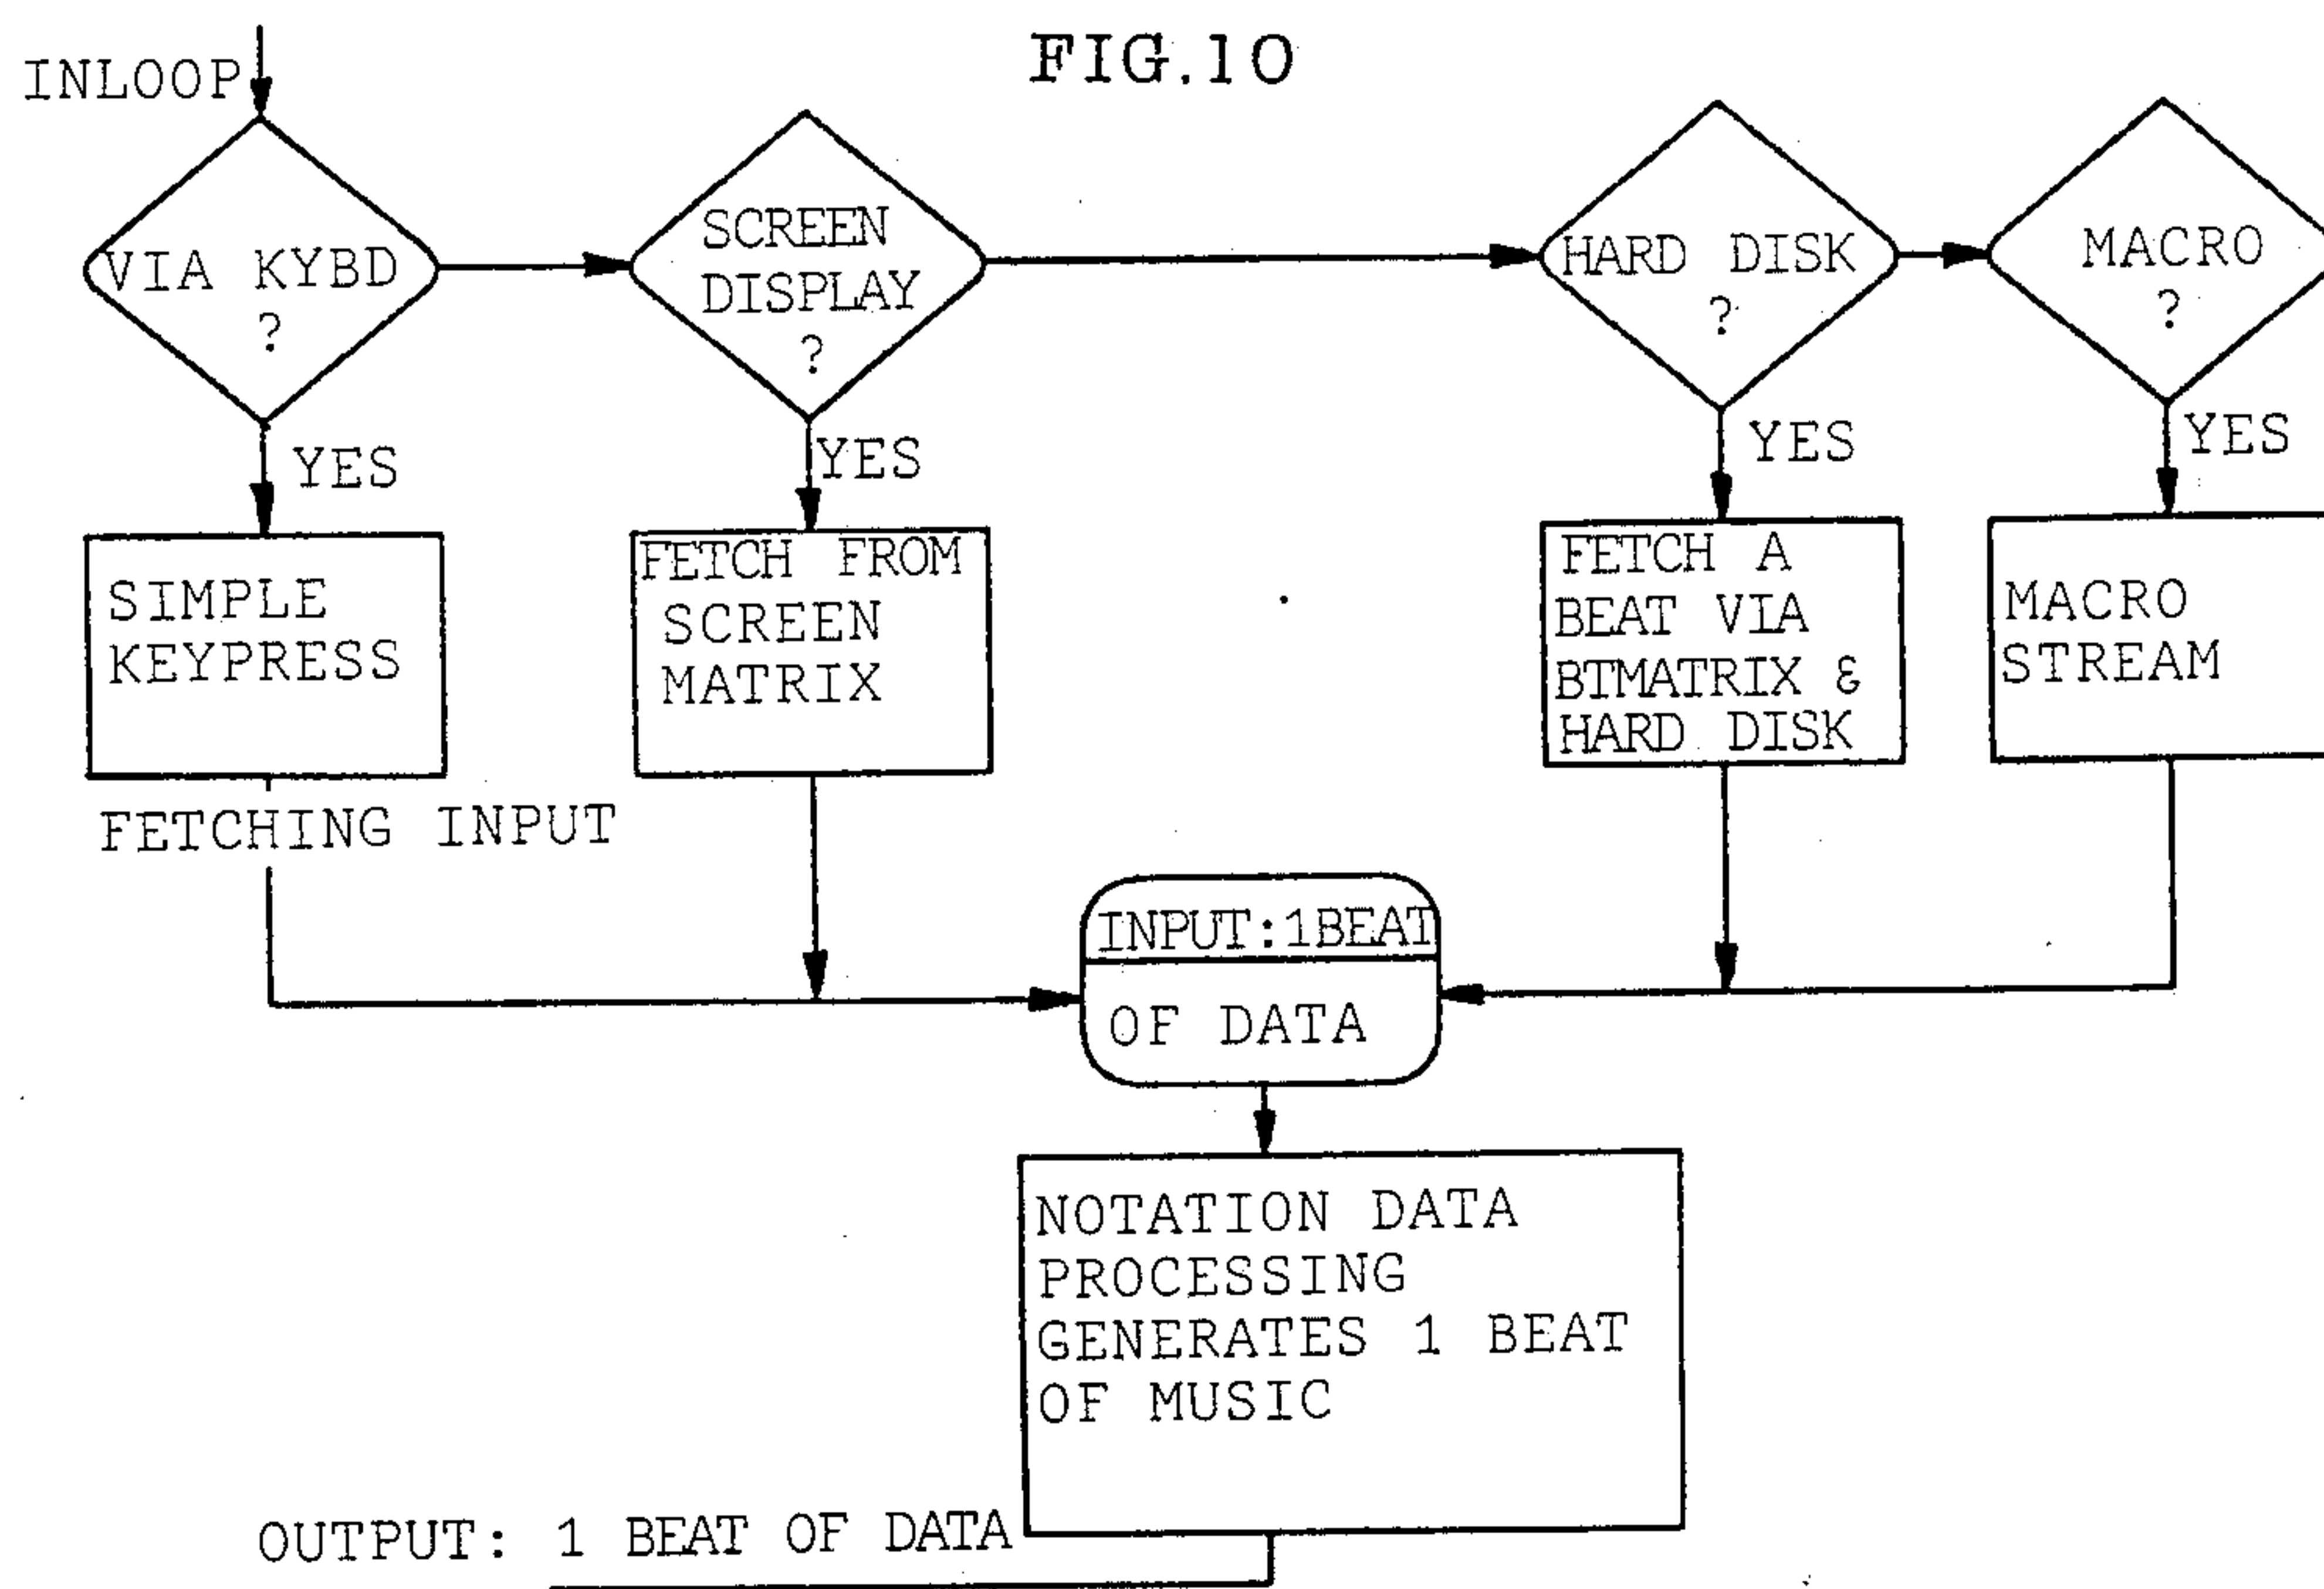 FIG.10
INLOOP
VIA KYBD
?
SCREEN
DISPLAY
?
HARD DISK
?
MACRO
?
YES
YES
YES
YES
SIMPLE
KEYPRESS
FETCH FROM
SCREEN
MATRIX
FETCH A
BEAT VIA
BTMATRIX &
HARD DISK
MACRO
STREAM
FETCHING INPUT
INPUT:1BEAT
OF DATA
NOTATION DATA
PROCESSING
GENERATES 1 BEAT
OF MUSIC
OUTPUT: 1 BEAT OF DATA